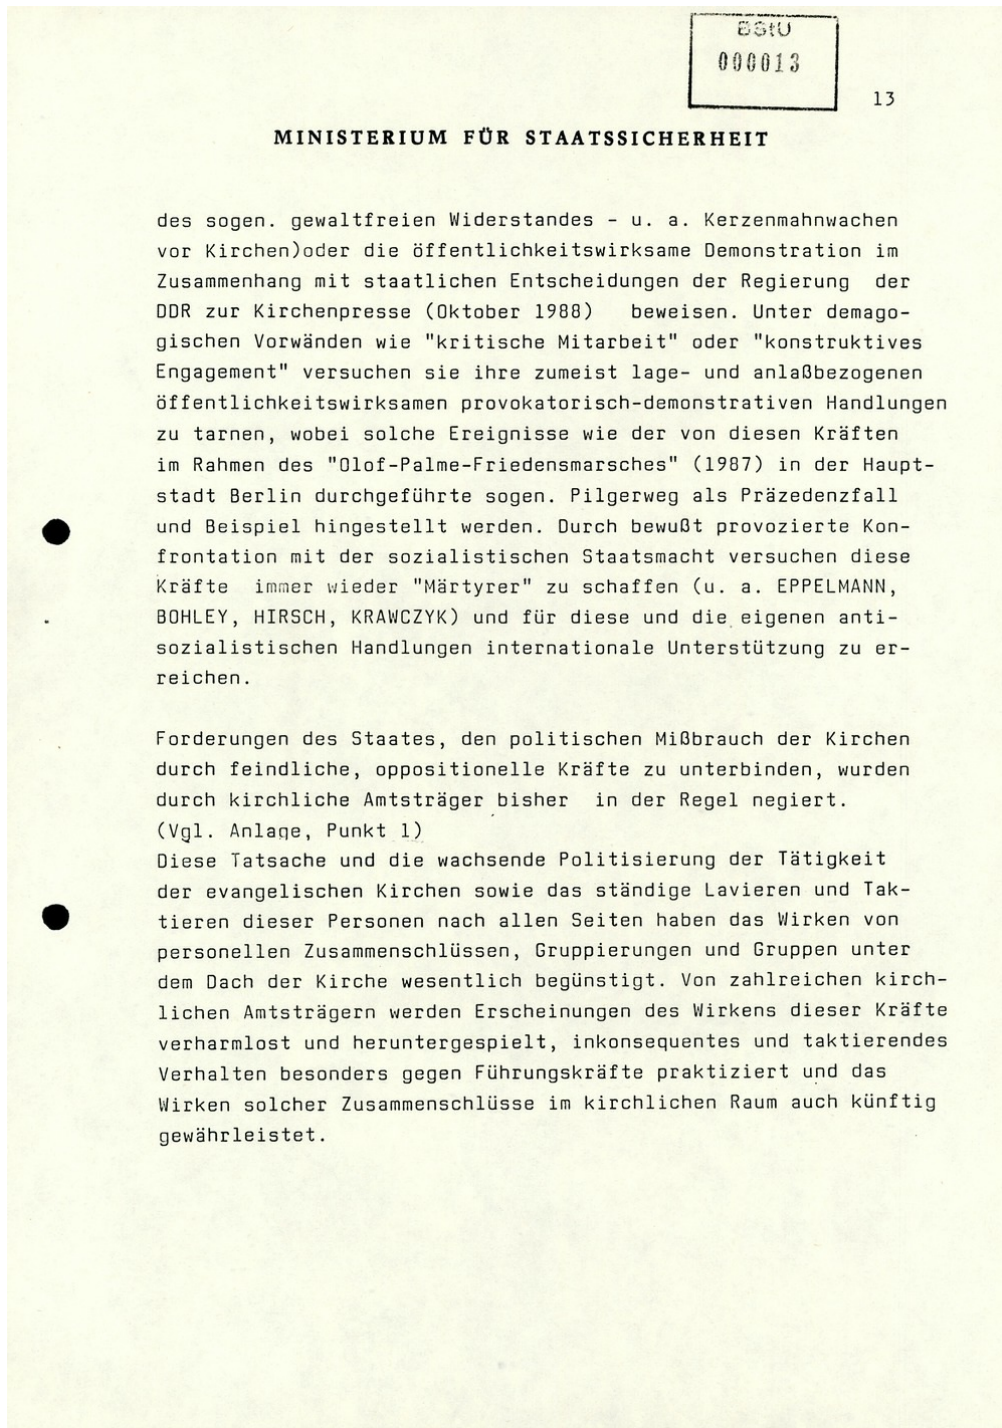 BStU
000013
13
MINISTERIUM FÜR STAATSSICHERHEIT
des sogen. gewaltfreien Widerstandes - u. a. Kerzenmahnwachen
vor Kirchen)oder die öffentlichkeitswirksame Demonstration im
Zusammenhang mit staatlichen Entscheidungen der Regierung der
DDR zur Kirchenpresse (Oktober 1988) beweisen. Unter demago-
gischen Vorwänden wie "kritische Mitarbeit" oder "konstruktives
Engagement" versuchen sie ihre zumeist lage- und anlaßbezogenen
öffentlichkeitswirksamen provokatorisch-demonstrativen Handlungen
zu tarnen, wobei solche Ereignisse wie der von diesen Kräften
im Rahmen des "Olof-Palme-Friedensmarsches" (1987) in der Haupt-
stadt Berlin durchgeführte sogen. Pilgerweg als Präzedenzfall
und Beispiel hingestellt werden. Durch bewußt provozierte Kon-
frontation mit der sozialistischen Staatsmacht versuchen diese
Kräfte immer wieder "Märtyrer" zu schaffen (u. a. EPPELMANN,
BOHLEY, HIRSCH, KRAWCZYK) und für diese und die eigenen anti-
sozialistischen Handlungen internationale Unterstützung zu er-
reichen.
Forderungen des Staates, den politischen Mißbrauch der Kirchen
durch feindliche, oppositionelle Kräfte zu unterbinden, wurden
durch kirchliche Amtsträger bisher in der Regel negiert.
(Vgl. Anlage, Punkt 1)
Diese Tatsache und die wachsende Politisierung der Tätigkeit
der evangelischen Kirchen sowie das ständige Lavieren und Tak-
tieren dieser Personen nach allen Seiten haben das Wirken von
personellen Zusammenschlüssen, Gruppierungen und Gruppen unter
dem Dach der Kirche wesentlich begünstigt. Von zahlreichen kirch-
lichen Amtsträgern werden Erscheinungen des Wirkens dieser Kräfte
verharmlost und heruntergespielt, inkonsequentes und taktierendes
Verhalten besonders gegen Führungskräfte praktiziert und das
Wirken solcher Zusammenschlüsse im kirchlichen Raum auch künftig
gewährleistet.